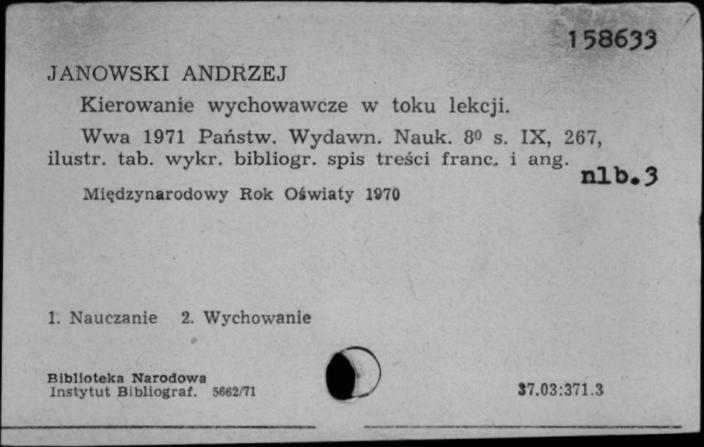 158633
JANOWSKI ANDRZEJ
Kierowanie wychowawcze w toku lekcji.
Wwa 1971 Państw. Wydawn. Nauk. 8⁰ s. IX, 267,
ilustr. tab. wykr. bibliogr. spis treści franc. i ang.
nlb.3
Międzynarodowy Rok Oświaty 1970
1. Nauczanie 2. Wychowanie
Biblioteka Narodowa
Instytut Bibliograf. 5662/71
37.03:371.3